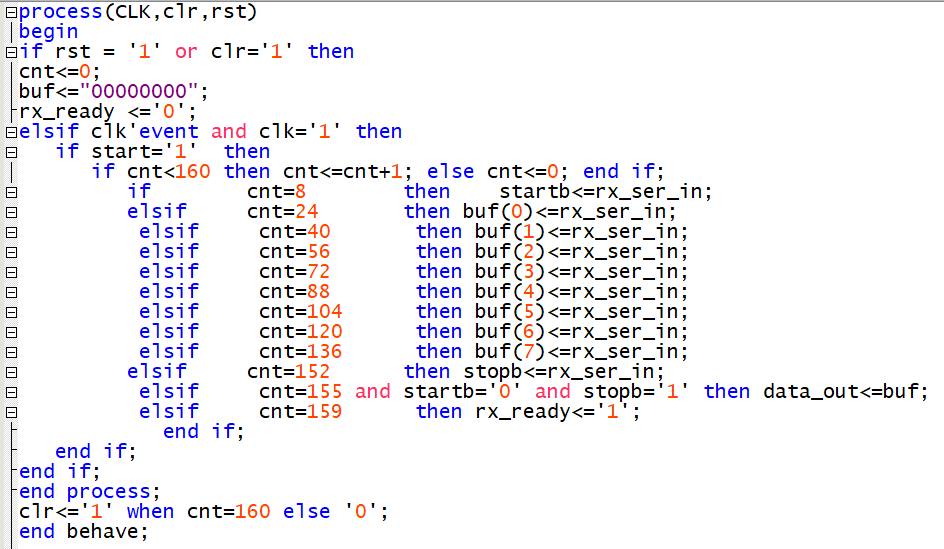 process(CLK,clr,rst)
begin
if rst = '1' or clr='1' then
cnt<=0;
buf<="00000000";
rx_ready <='0';
elsif clk'event and clk='1' then
if start='1' then
if cnt<160 then cnt<=cnt+1; else cnt<=0; end if;
if cnt=8 then startb<=rx_ser_in;
elsif cnt=24 then buf(0)<=rx_ser_in;
elsif cnt=40 then buf(1)<=rx_ser_in;
elsif cnt=56 then buf(2)<=rx_ser_in;
elsif cnt=72 then buf(3)<=rx_ser_in;
elsif cnt=88 then buf(4)<=rx_ser_in;
elsif cnt=104 then buf(5)<=rx_ser_in;
elsif cnt=120 then buf(6)<=rx_ser_in;
elsif cnt=136 then buf(7)<=rx_ser_in;
elsif cnt=152 then stopb<=rx_ser_in;
elsif cnt=155 and startb='0' and stopb='1' then data_out<=buf;
elsif cnt=159 then rx_ready<='1';
end if;
end if;
end if;
end process;
clr<='1' when cnt=160 else '0';
end behave;